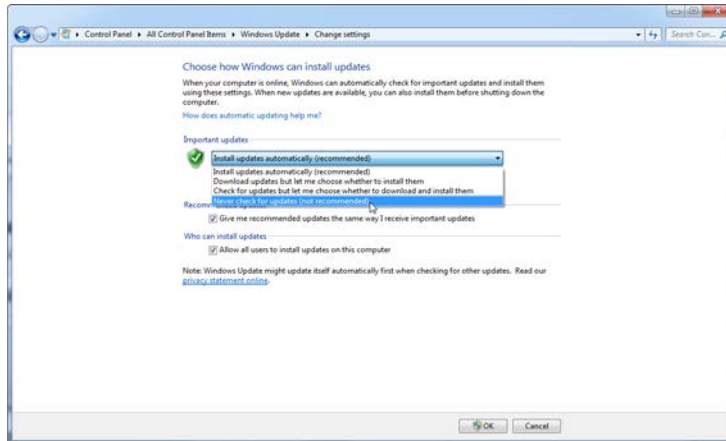 Control Panel ▸ All Control Panel Items ▸ Windows Update ▸ Change settings
Search Con...
Choose how Windows can install updates
When your computer is online, Windows can automatically check for important updates and install them
using these settings. When new updates are available, you can also install them before shutting down the
computer.
How does automatic updating help me?
Important updates
Install updates automatically (recommended)
Install updates automatically (recommended)
Download updates but let me choose whether to install them
Check for updates but let me choose whether to download and install them
Never check for updates (not recommended)
Give me recommended updates the same way I receive important updates
Who can install updates
Allow all users to install updates on this computer
Note: Windows Update might update itself automatically first when checking for other updates. Read our
privacy statement online.
OK Cancel